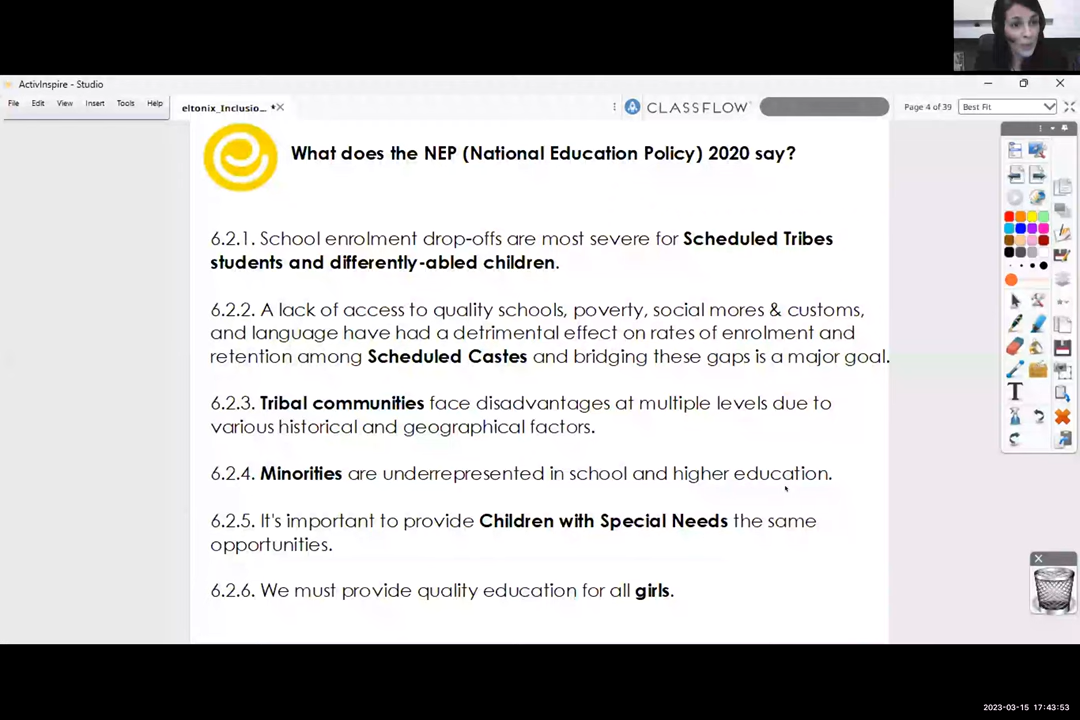 ActivInspire - Studio
File Edit View Insert Tools Help
eltonix_Inclusio... *
CLASSFLOW
Page 4 of 39
Best Fit
What does the NEP (National Education Policy) 2020 say?
6.2.1. School enrolment drop-offs are most severe for Scheduled Tribes
students and differently-abled children.
6.2.2. A lack of access to quality schools, poverty, social mores & customs,
and language have had a detrimental effect on rates of enrolment and
retention among Scheduled Castes and bridging these gaps is a major goal.
6.2.3. Tribal communities face disadvantages at multiple levels due to
various historical and geographical factors.
6.2.4. Minorities are underrepresented in school and higher education.
6.2.5. It's important to provide Children with Special Needs the same
opportunities.
6.2.6. We must provide quality education for all girls.
2023-03-15 17:43:53